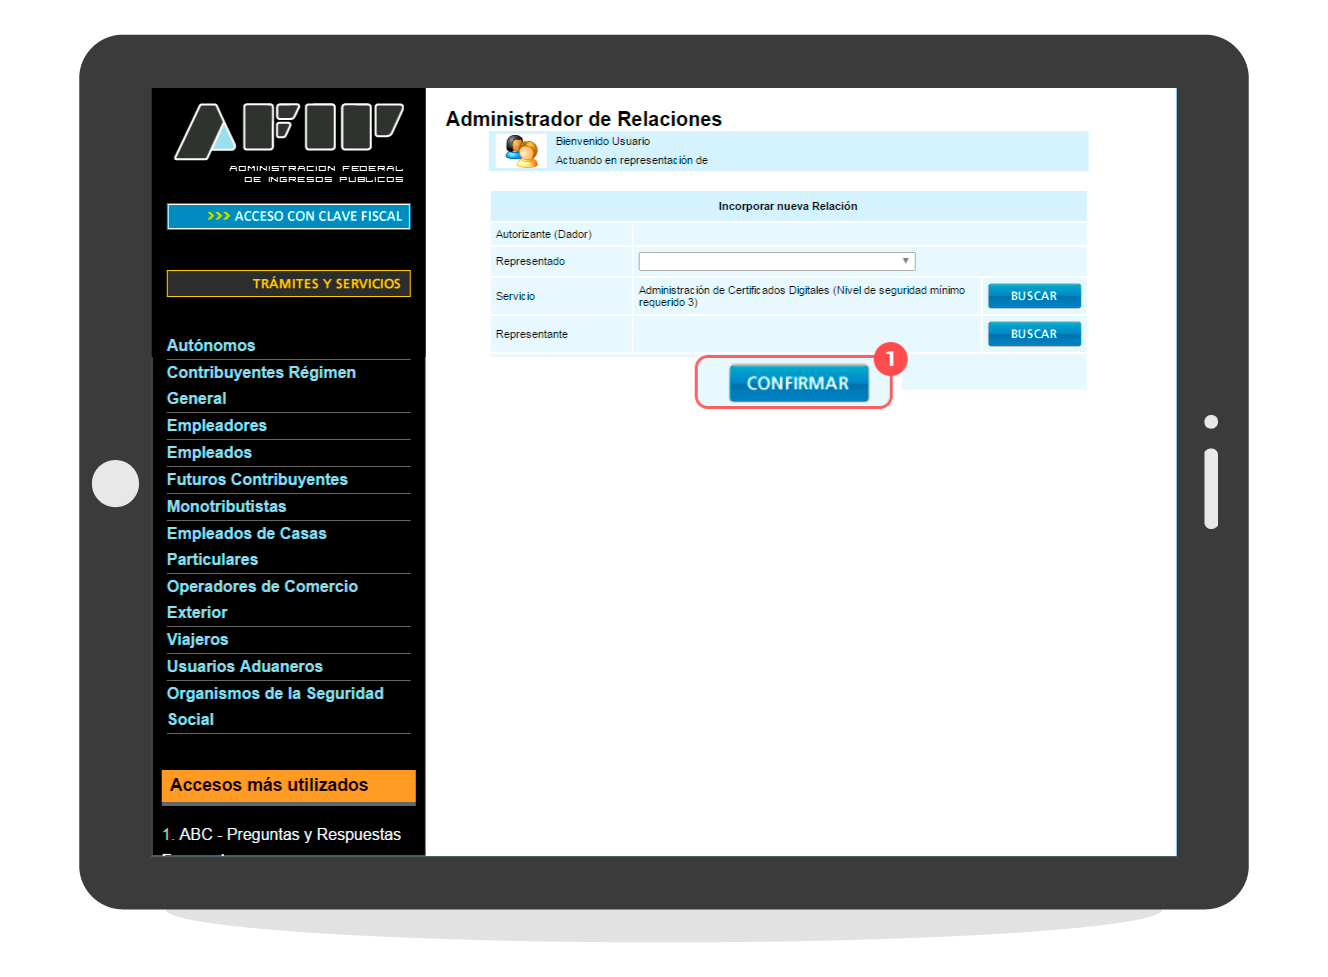 AFIP
ADMINISTRACION FEDERAL
DE INGRESOS PUBLICOS
>>> ACCESO CON CLAVE FISCAL
TRÁMITES Y SERVICIOS
Autónomos
Contribuyentes Régimen
General
Empleadores
Empleados
Futuros Contribuyentes
Monotributistas
Empleados de Casas
Particulares
Operadores de Comercio
Exterior
Viajeros
Usuarios Aduaneros
Organismos de la Seguridad
Social
Accesos más utilizados
1. ABC - Preguntas y Respuestas
Administrador de Relaciones
Bienvenido Usuario
Actuando en representación de
Incorporar nueva Relación
Autorizante (Dador)
Representado
Servicio
Administración de Certificados Digitales (Nivel de seguridad mínimo
requerido 3)
BUSCAR
Representante
BUSCAR
1
CONFIRMAR